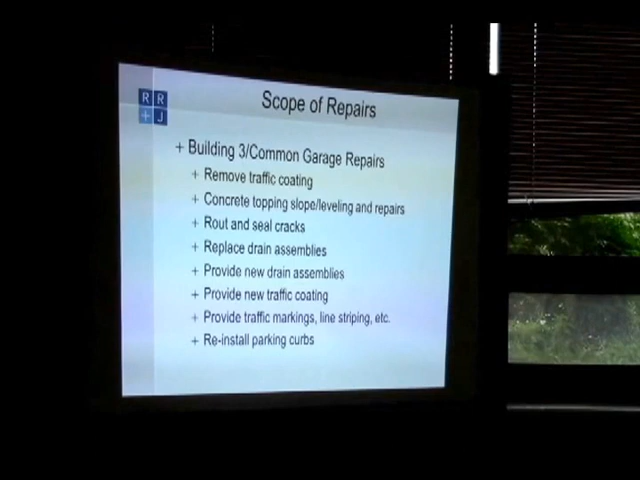 R R
+ J
Scope of Repairs
+ Building 3/Common Garage Repairs
+ Remove traffic coating
+ Concrete topping slope/leveling and repairs
+ Rout and seal cracks
+ Replace drain assemblies
+ Provide new drain assemblies
+ Provide new traffic coating
+ Provide traffic markings, line striping, etc.
+ Re-install parking curbs